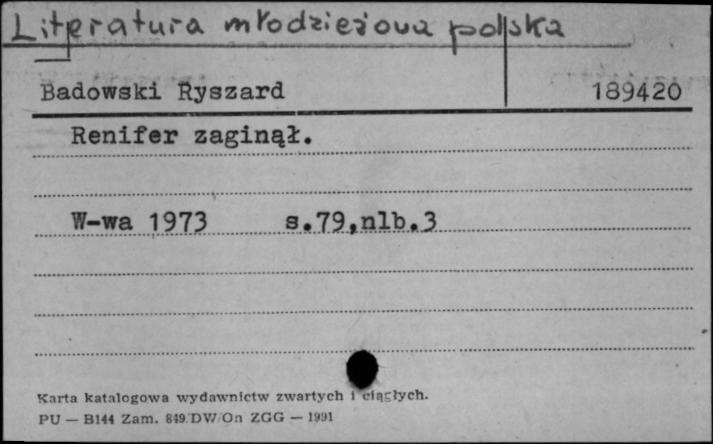 Literatura młodzieżowa polska
Badowski Ryszard 189420
Renifer zaginął.
W-wa 1973 s.79,nlb.3
Karta katalogowa wydawnictw zwartych i ciągłych.
PU — B144 Zam. 849/DW/On ZGG — 1991